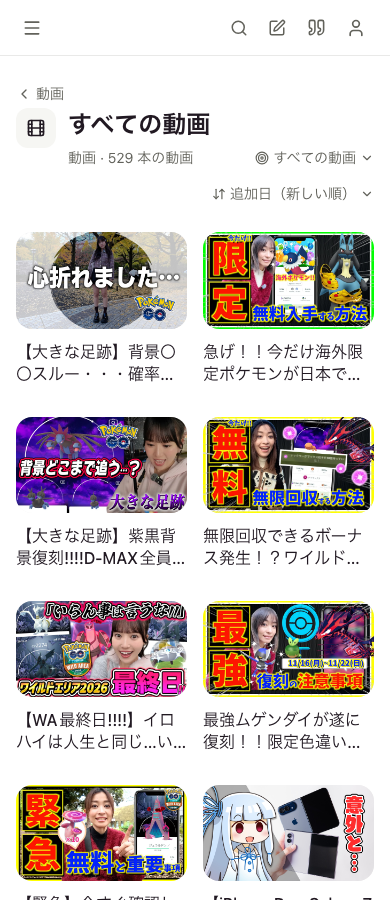 動画
すべての動画
動画 · 529 本の動画
すべての動画
追加日（新しい順）
心折れました…
Pokémon GO
【大きな足跡】背景〇
〇スルー・・・確率...
今だけ
海外ポケモン!!
限定
無料入手する方法
急げ！！今だけ海外限
定ポケモンが日本で...
Pokémon GO
背景どこまで追う…？
大きな足跡
【大きな足跡】紫黒背
景復刻!!!!D-MAX全員...
無料
無限回収する方法
無限回収できるボーナ
ス発生！？ワイルド...
「いらん事は言うな!!」
Pokémon GO
ワイルドエリア2026
最終日
【WA最終日!!!!】イロ
ハイは人生と同じ...い...
最強
11/16(月)~11/22(日)
復刻の注意事項
最強ムゲンダイが遂に
復刻！！限定色違い...
緊急
無料と重要
意外と…